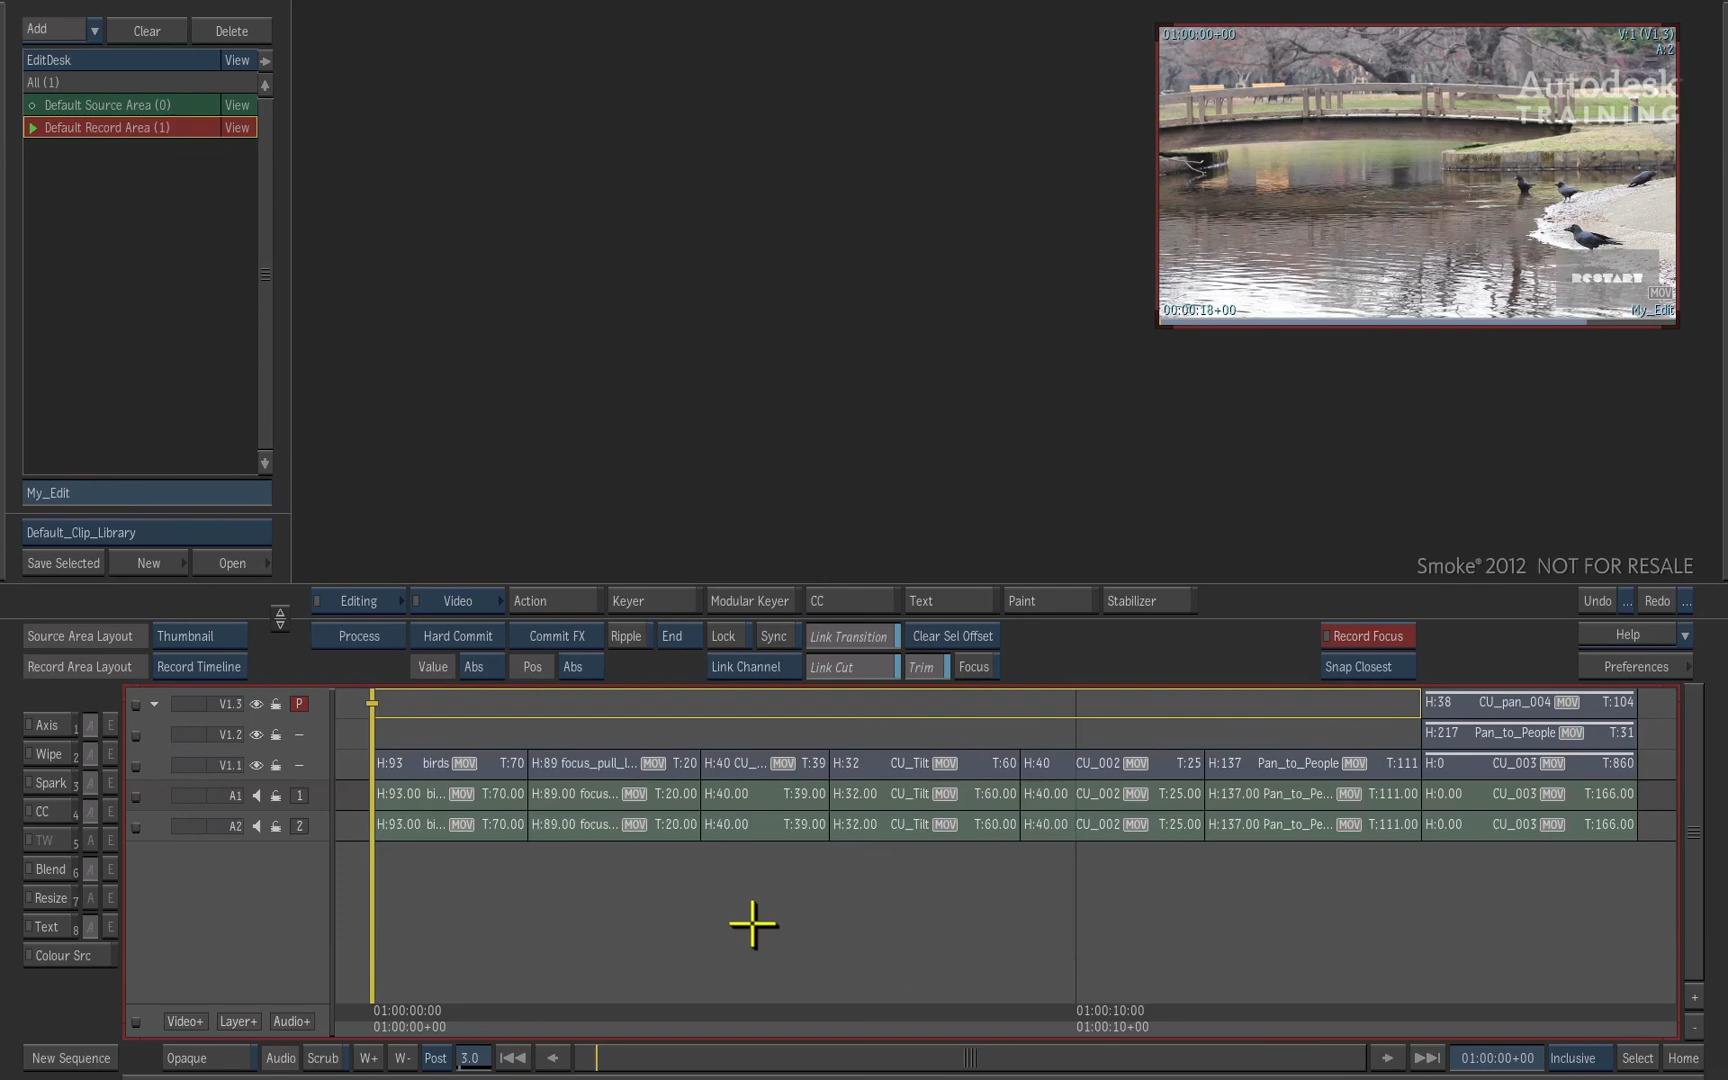 Add Clear Delete
EditDesk View
All (1)
Default Source Area (0) View
Default Record Area (1) View
My_Edit
Default_Clip_Library
Save Selected New Open
01:00:00+00 V:1 (V1.3)
A:2
Autodesk
TRAINING
RESTART
MOV
00:00:18+00 My_Edit
Smoke® 2012 NOT FOR RESALE
Editing Video Action Keyer Modular Keyer CC Text Paint Stabilizer Undo ... Redo ...
Source Area Layout Thumbnail Process Hard Commit Commit FX Ripple End Lock Sync Link Transition Clear Sel Offset Record Focus Help
Record Area Layout Record Timeline Value Abs Pos Abs Link Channel Link Cut Trim Focus Snap Closest Preferences
V1.3 P H:38 CU_pan_004 MOV T:104
V1.2 H:217 Pan_to_People MOV T:31
V1.1 H:93 birds MOV T:70 H:89 focus_pull_l... MOV T:20 H:40 CU_... MOV T:39 H:32 CU_Tilt MOV T:60 H:40 CU_002 MOV T:25 H:137 Pan_to_People MOV T:111 H:0 CU_003 MOV T:860
A1 1 H:93.00 bi... MOV T:70.00 H:89.00 focus... MOV T:20.00 H:40.00 T:39.00 H:32.00 CU_Tilt MOV T:60.00 H:40.00 CU_002 MOV T:25.00 H:137.00 Pan_to_Pe... MOV T:111.00 H:0.00 CU_003 MOV T:166.00
A2 2 H:93.00 bi... MOV T:70.00 H:89.00 focus... MOV T:20.00 H:40.00 T:39.00 H:32.00 CU_Tilt MOV T:60.00 H:40.00 CU_002 MOV T:25.00 H:137.00 Pan_to_Pe... MOV T:111.00 H:0.00 CU_003 MOV T:166.00
Axis 1 A E
Wipe 2 A E
Spark 3 A E
CC 4 A E
TW 5 A E
Blend 6 A E
Resize 7 A E
Text 8 A E
Colour Src
01:00:00:00 01:00:10:00
Video+ Layer+ Audio+ 01:00:00+00 01:00:10+00
New Sequence Opaque Audio Scrub W+ W- Post 3.0 01:00:00+00 Inclusive Select Home